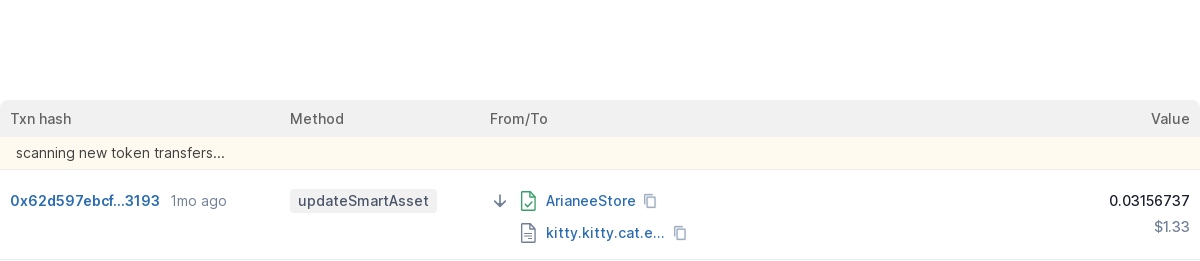 Txn hash Method From/To Value
scanning new token transfers...
0x62d597ebcf...3193 1mo ago updateSmartAsset ArianeeStore 0.03156737
kitty.kitty.cat.e... $1.33